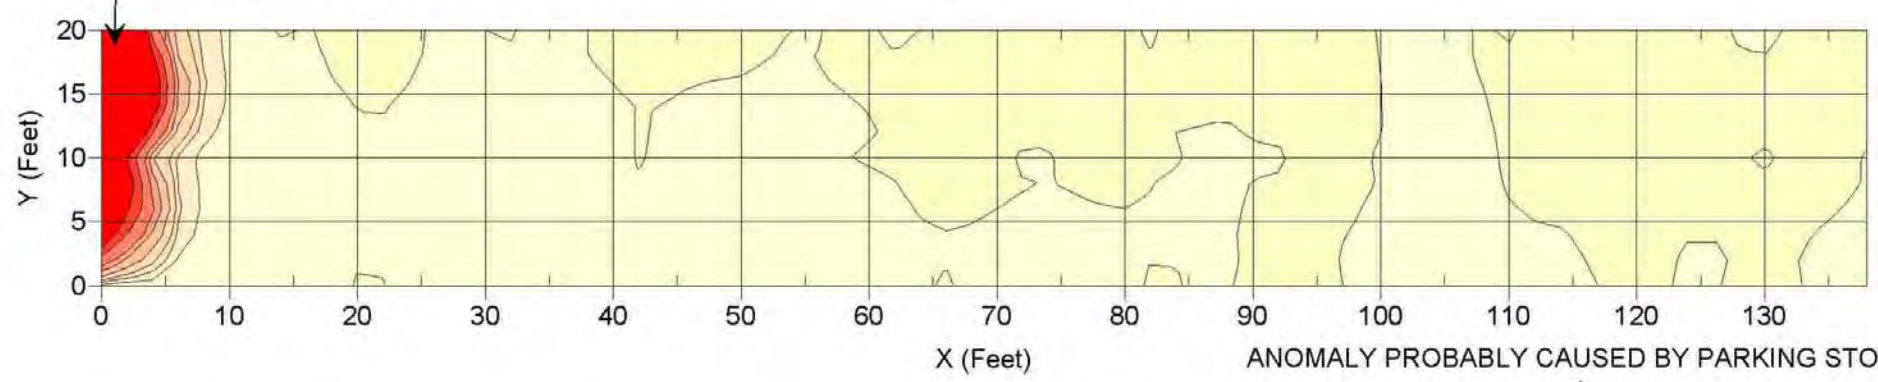 20
15
10
5
0
Y (Feet)
0 10 20 30 40 50 60 70 80 90 100 110 120 130
X (Feet)
ANOMALY PROBABLY CAUSED BY PARKING STO